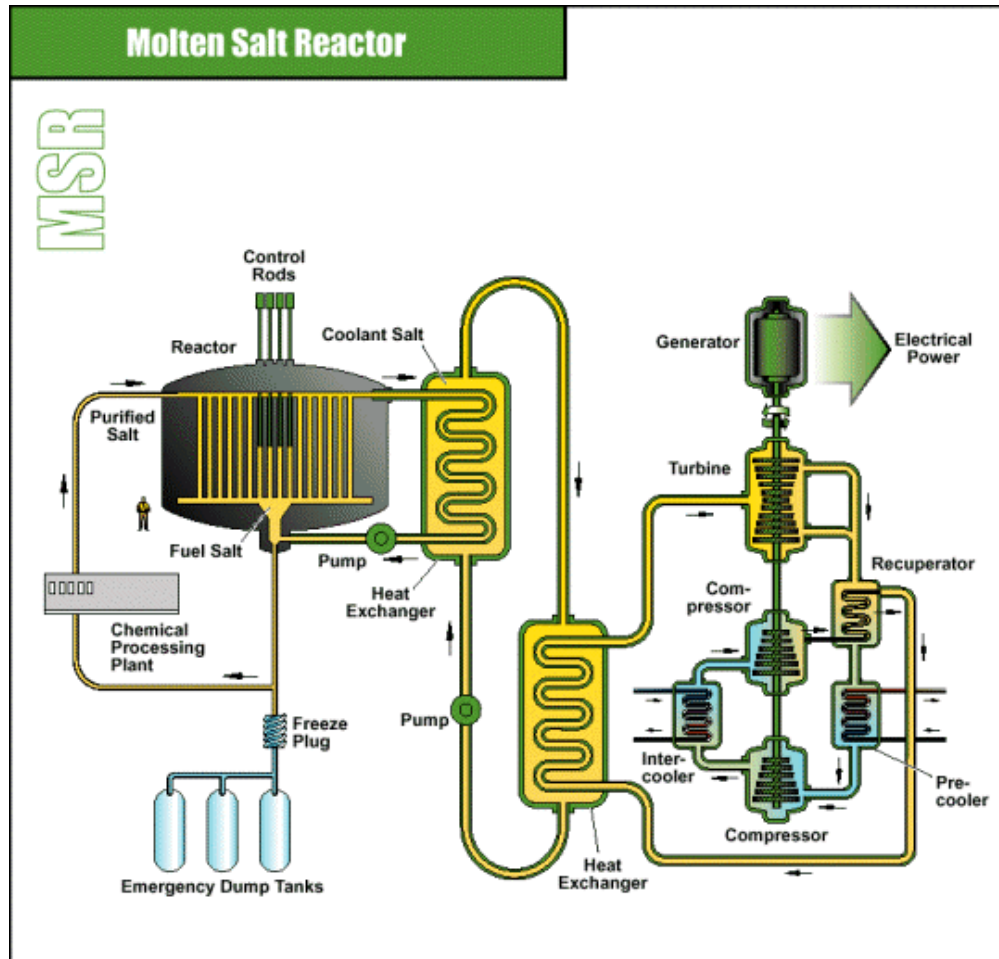 Molten Salt Reactor
MSR
Control
Rods
Reactor
Coolant Salt
Generator
Electrical
Power
Purified
Salt
Turbine
Fuel Salt
Pump
Recuperator
Heat
Exchanger
Com-
pressor
Chemical
Processing
Plant
Pump
Freeze
Plug
Inter-
cooler
Pre-
cooler
Compressor
Heat
Exchanger
Emergency Dump Tanks